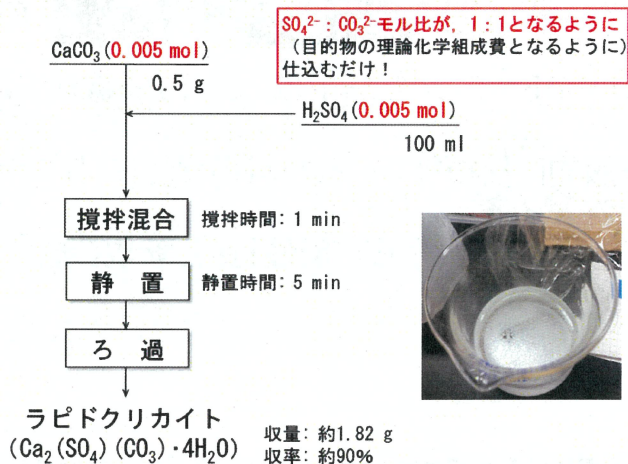 SO₄²⁻：CO₃²⁻モル比が，1：1となるように
（目的物の理論化学組成費となるように）
仕込むだけ！
CaCO₃(0.005 mol)
0.5 g
H₂SO₄(0.005 mol)
100 ml
撹拌混合
撹拌時間: 1 min
静 置
静置時間: 5 min
ろ 過
ラピドクリカイト
(Ca₂(SO₄)(CO₃)·4H₂O)
収量: 約1.82 g
収率: 約90%